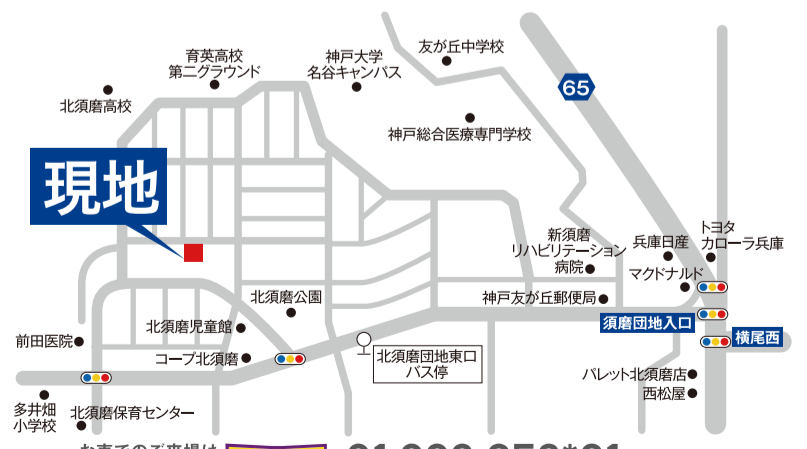 友が丘中学校
育英高校
第二グラウンド
神戸大学
名谷キャンパス
65
北須磨高校
神戸総合医療専門学校
現地
トヨタ
カローラ兵庫
兵庫日産
新須磨
リハビリテーション
病院
マクドナルド
北須磨公園
神戸友が丘郵便局
須磨団地入口
北須磨児童館
横尾西
前田医院
コープ北須磨
北須磨団地東口
バス停
パレット北須磨店
西松屋
多井畑
小学校
北須磨保育センター